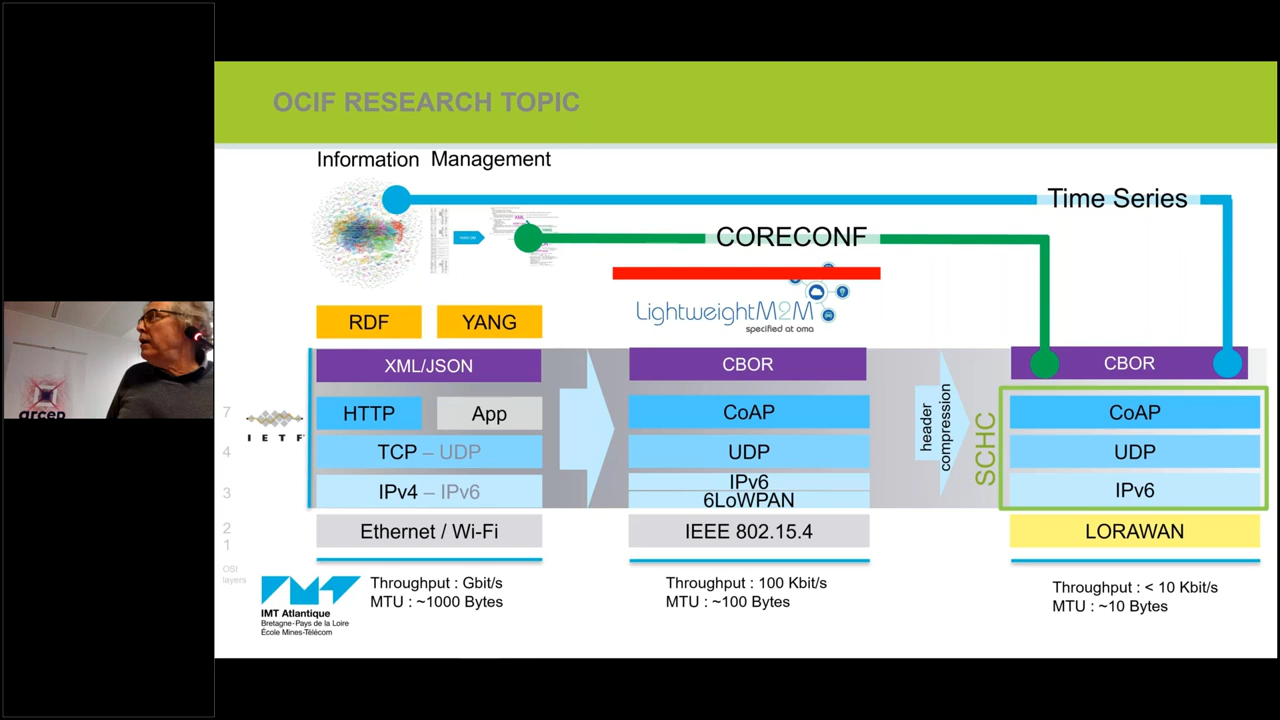 OCIF RESEARCH TOPIC
Information Management
Time Series
CORECONF
LightweightM2M
specified at oma
RDF
YANG
XML/JSON
CBOR
CBOR
7
HTTP
App
CoAP
CoAP
IETF
4
TCP – UDP
UDP
UDP
3
IPv4 – IPv6
IPv6
6LoWPAN
IPv6
header
compression
SCHC
2
1
Ethernet / Wi-Fi
IEEE 802.15.4
LORAWAN
OSI
layers
Throughput : Gbit/s
MTU : ~1000 Bytes
Throughput : 100 Kbit/s
MTU : ~100 Bytes
Throughput : < 10 Kbit/s
MTU : ~10 Bytes
IMT Atlantique
Bretagne-Pays de la Loire
École Mines-Télécom
arcep